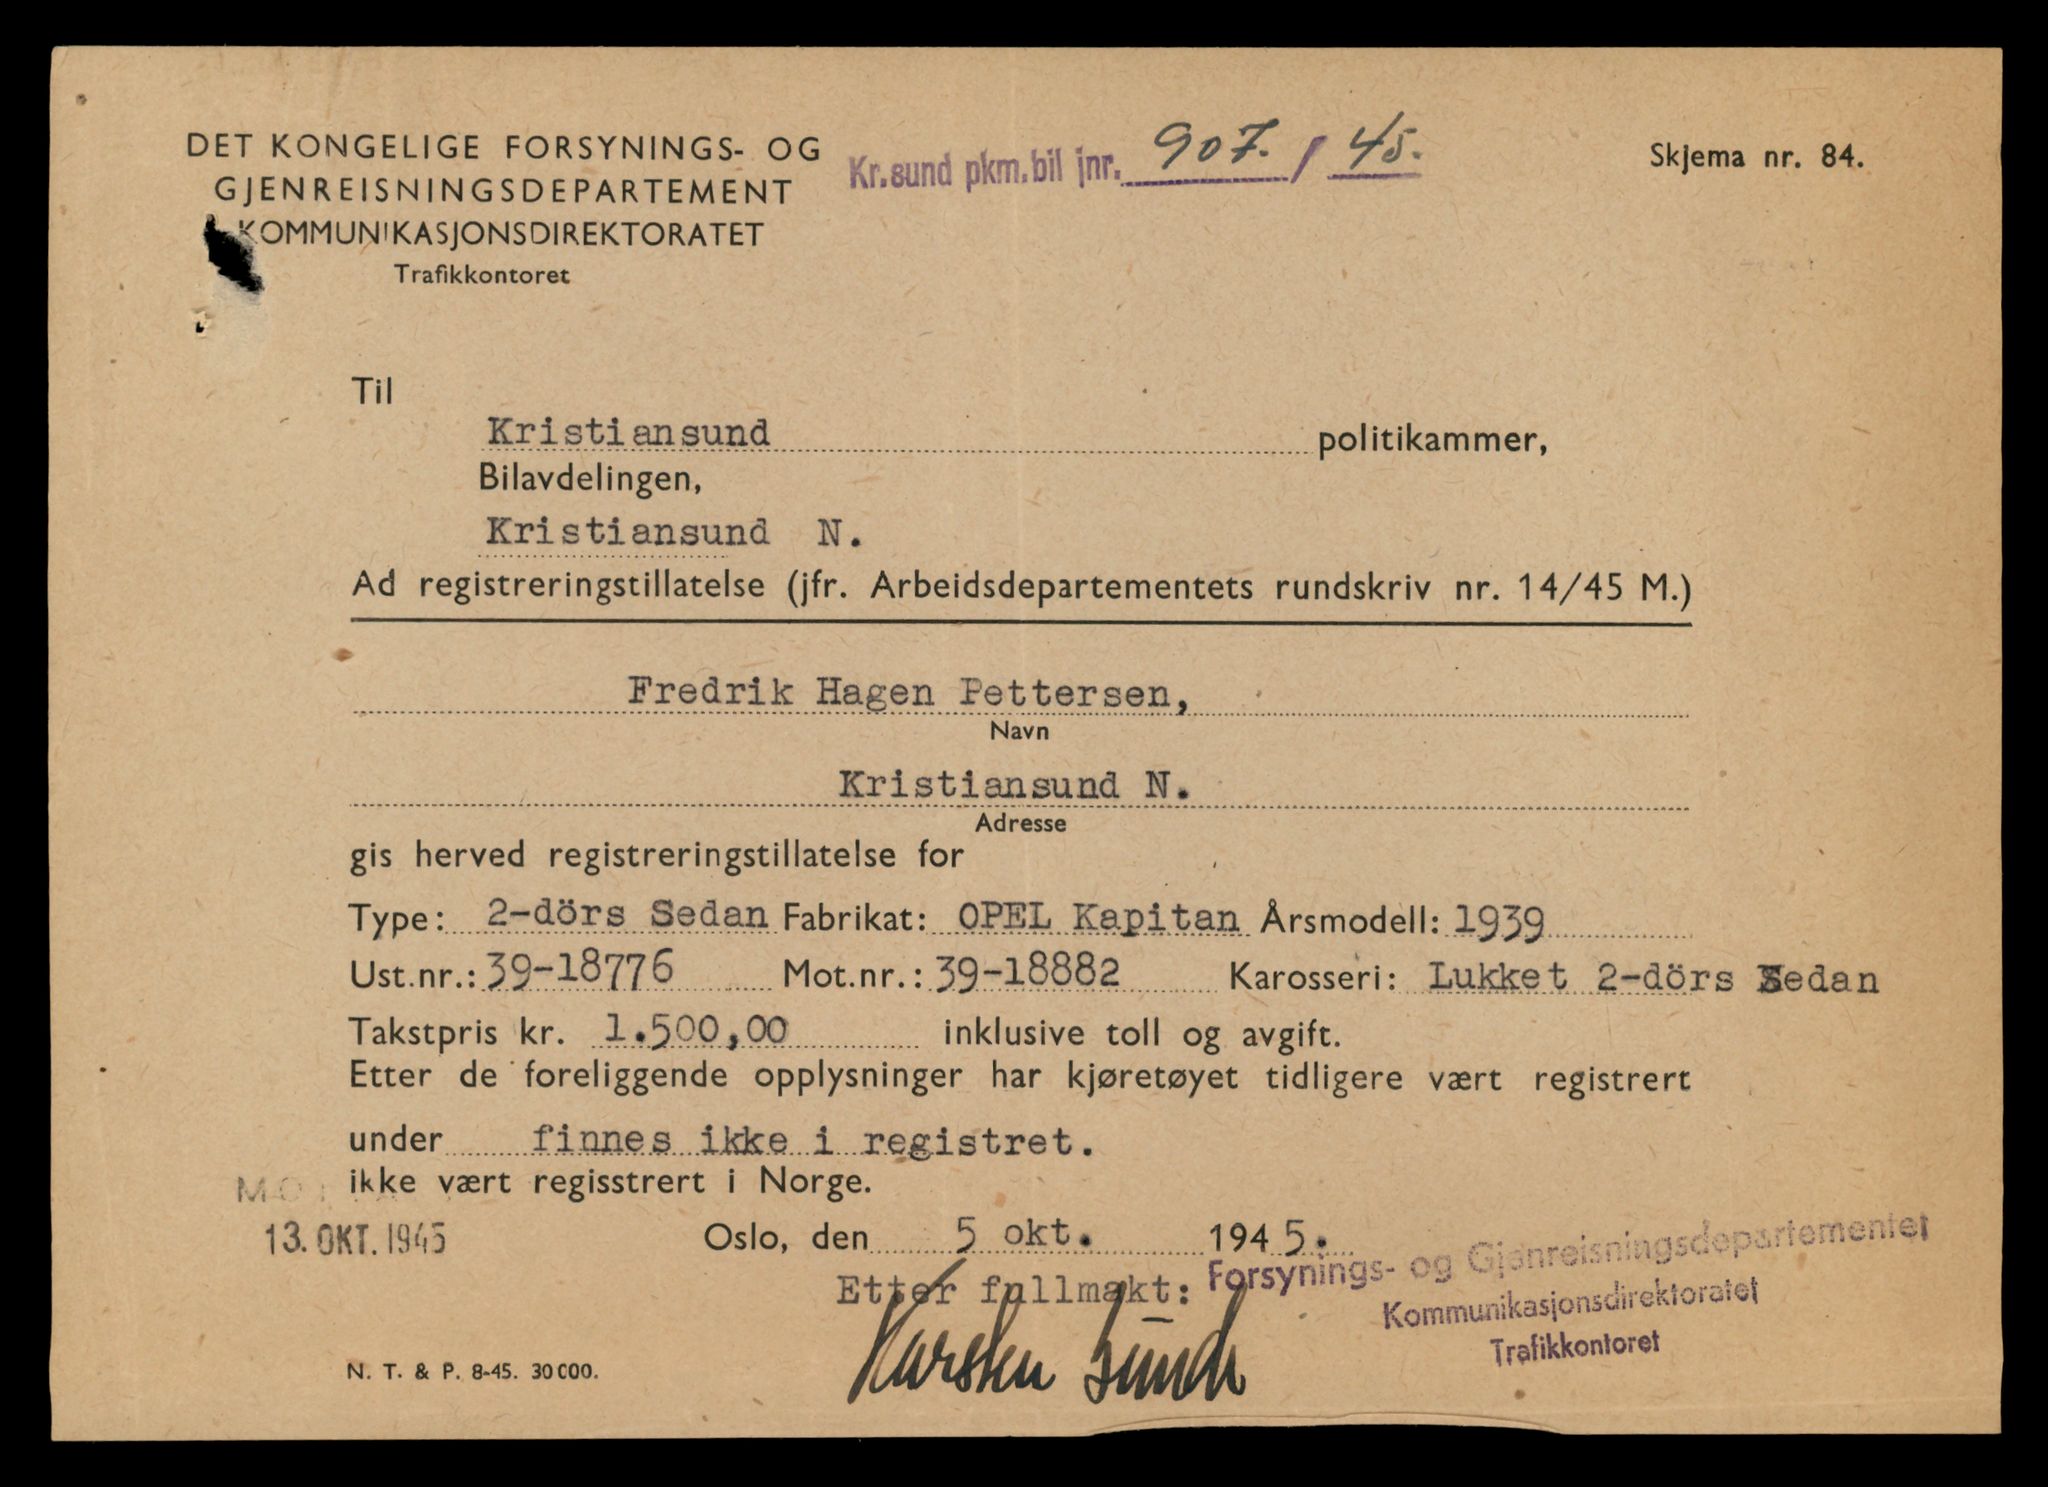 DET KONGELIGE FORSYNINGS- OG
GJENREISNINGSDEPARTEMENT
KOMMUNIKASJONSDIREKTORATET
Trafikkontoret
Kr.sund pkm.bil jnr. 907. / 45.
Skjema nr. 84.
Til
Kristiansund politikammer,
Bilavdelingen,
Kristiansund N.
Ad registreringstillatelse (jfr. Arbeidsdepartementets rundskriv nr. 14/45 M.)
Fredrik Hagen Pettersen,
Navn
Kristiansund N.
Adresse
gis herved registreringstillatelse for
Type: 2-dörs Sedan Fabrikat: OPEL Kapitan Årsmodell: 1939
Ust.nr.: 39-18776 Mot.nr.: 39-18882 Karosseri: Lukket 2-dörs Sedan
Takstpris kr. 1.500,00 inklusive toll og avgift.
Etter de foreliggende opplysninger har kjøretøyet tidligere vært registrert
under finnes ikke i registret.
ikke vært regisstrert i Norge.
13. OKT. 1945
Oslo, den 5 okt. 1945.
Etter fullmakt: Forsynings- og Gjenreisningsdepartementet
Kommunikasjonsdirektoratet
Trafikkontoret
Karsten Sund
N. T. & P. 8-45. 30000.